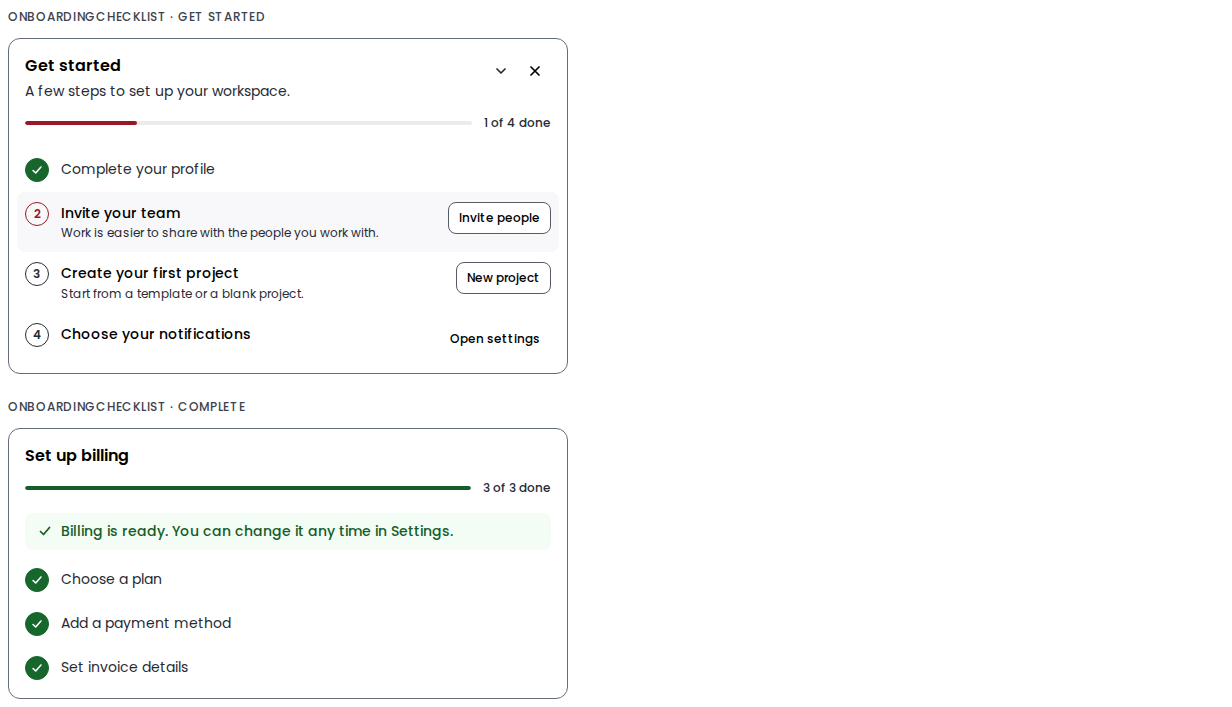 ONBOARDINGCHECKLIST · GET STARTED
Get started
A few steps to set up your workspace.
1 of 4 done
Complete your profile
2 Invite your team Invite people
Work is easier to share with the people you work with.
3 Create your first project New project
Start from a template or a blank project.
4 Choose your notifications Open settings
ONBOARDINGCHECKLIST · COMPLETE
Set up billing
3 of 3 done
Billing is ready. You can change it any time in Settings.
Choose a plan
Add a payment method
Set invoice details